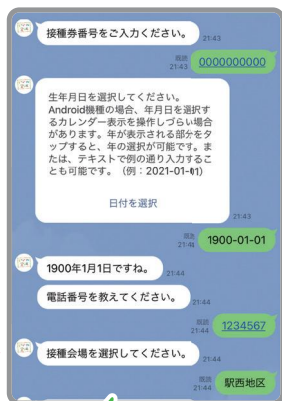 接種券番号をご入力ください。
21:43
既読
21:43
0000000000
生年月日を選択してください。
Android機種の場合、年月日を選択す
るカレンダー表示を操作しづらい場合
があります。年が表示される部分をタ
ップすると、年の選択が可能です。ま
たは、テキストで例の通り入力するこ
とも可能です。（例：2021-01-01）
日付を選択
21:43
既読
21:44
1900-01-01
1900年1月1日ですね。
21:44
電話番号を教えてください。
21:44
既読
21:44
1234567
接種会場を選択してください。
21:44
既読
21:44
駅西地区